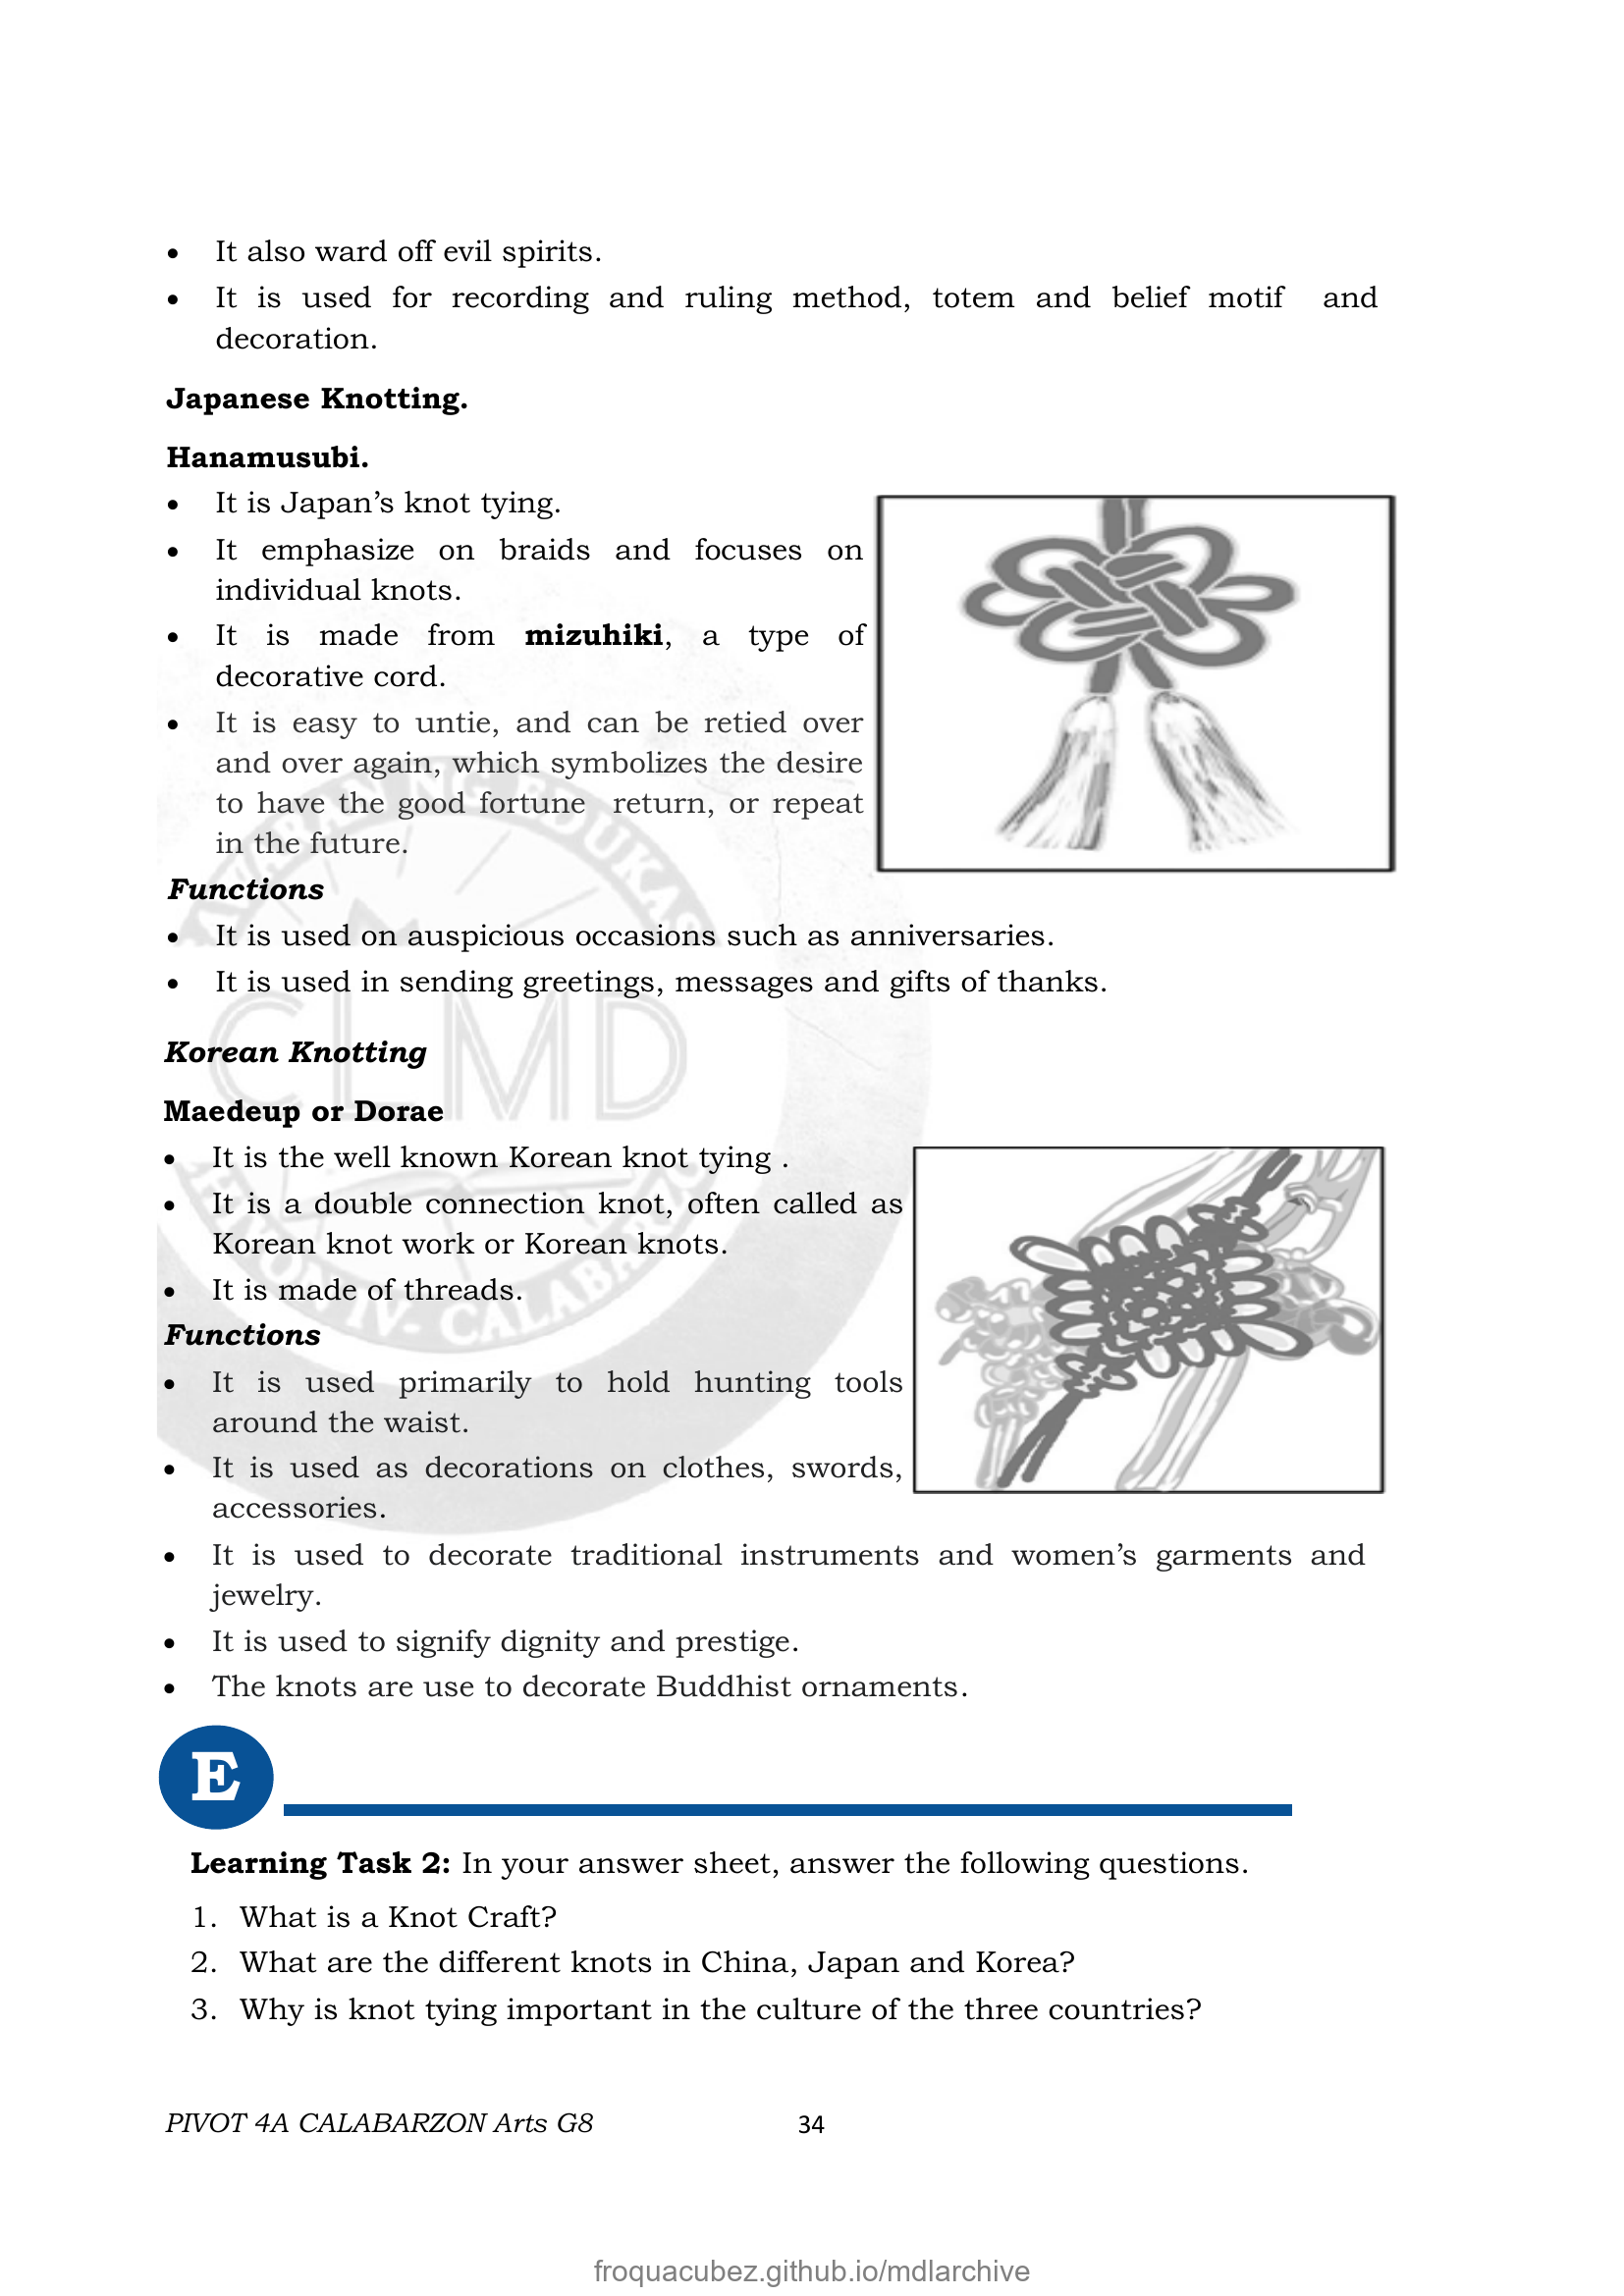 • It also ward off evil spirits.
• It is used for recording and ruling method, totem and belief motif and
decoration.
Japanese Knotting.
Hanamusubi.
• It is Japan’s knot tying.
• It emphasize on braids and focuses on
individual knots.
• It is made from mizuhiki, a type of
decorative cord.
• It is easy to untie, and can be retied over
and over again, which symbolizes the desire
to have the good fortune return, or repeat
in the future.
Functions
• It is used on auspicious occasions such as anniversaries.
• It is used in sending greetings, messages and gifts of thanks.
Korean Knotting
Maedeup or Dorae
• It is the well known Korean knot tying .
• It is a double connection knot, often called as
Korean knot work or Korean knots.
• It is made of threads.
Functions
• It is used primarily to hold hunting tools
around the waist.
• It is used as decorations on clothes, swords,
accessories.
• It is used to decorate traditional instruments and women’s garments and
jewelry.
• It is used to signify dignity and prestige.
• The knots are use to decorate Buddhist ornaments.
E
Learning Task 2: In your answer sheet, answer the following questions.
1. What is a Knot Craft?
2. What are the different knots in China, Japan and Korea?
3. Why is knot tying important in the culture of the three countries?
PIVOT 4A CALABARZON Arts G8 34
froquacubez.github.io/mdlarchive
CLMD